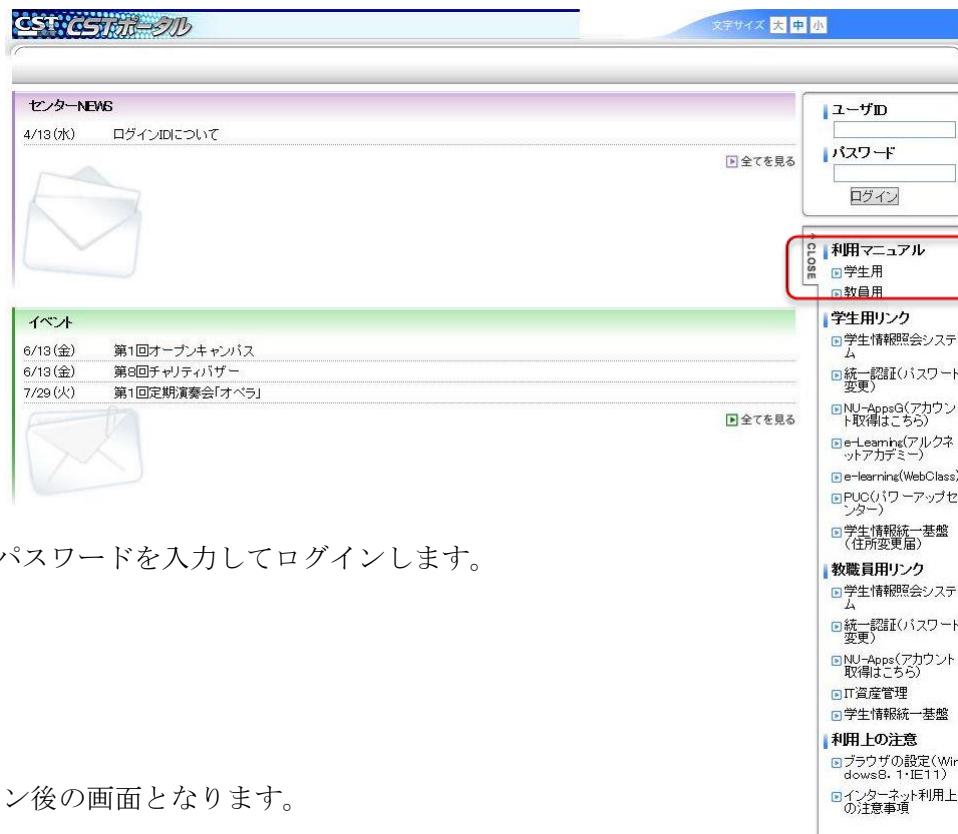 CST CSTポータル
文字サイズ 大 中 小
センターNEWS
4/13(水) ログインIDについて
全てを見る
イベント
6/13(金) 第1回オープンキャンパス
6/13(金) 第8回チャリティバザー
7/29(火) 第1回定期演奏会「オペラ」
全てを見る
ユーザID
パスワード
ログイン
CLOSE
利用マニュアル
学生用
教員用
学生用リンク
学生情報照会システ
ム
統一認証(パスワード
変更)
NU-AppsG(アカウン
ト取得はこちら)
e-Learning(アルクネ
ットアカデミー)
e-learning(WebClass)
PUC(パワーアップセ
ンター)
学生情報統一基盤
(住所変更届)
教職員用リンク
学生情報照会システ
ム
統一認証(パスワード
変更)
NU-Apps(アカウント
取得はこちら)
IT資産管理
学生情報統一基盤
利用上の注意
ブラウザの設定(Win
dows8.1・IE11)
インターネット利用上
の注意事項
パスワードを入力してログインします。
ン後の画面となります。